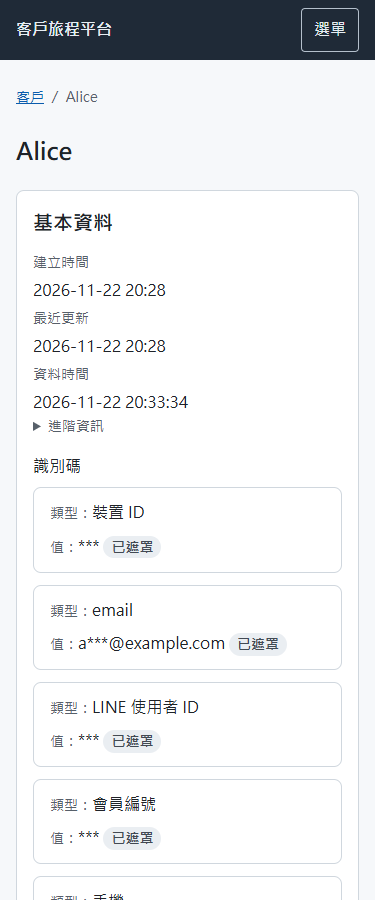 客戶旅程平台
選單
客戶 / Alice
Alice
基本資料
建立時間
2026-11-22 20:28
最近更新
2026-11-22 20:28
資料時間
2026-11-22 20:33:34
▶ 進階資訊
識別碼
類型：裝置 ID
值：*** 已遮罩
類型：email
值：a***@example.com 已遮罩
類型：LINE 使用者 ID
值：*** 已遮罩
類型：會員編號
值：*** 已遮罩
類型：手機